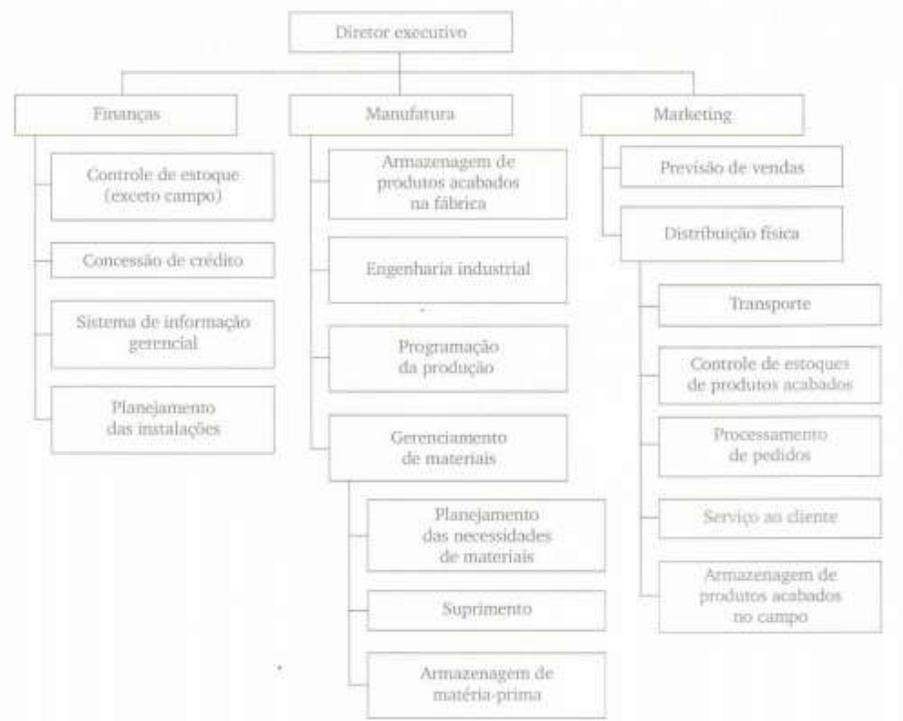 Diretor executivo
Finanças
Controle de estoque
(exceto campo)
Concessão de crédito
Sistema de informação
gerencial
Planejamento
das instalações
Manufatura
Armazenagem de
produtos acabados
na fábrica
Engenharia industrial
Programação
da produção
Gerenciamento
de materiais
Planejamento
das necessidades
de materiais
Suprimento
Armazenagem de
matéria-prima
Marketing
Previsão de vendas
Distribuição física
Transporte
Controle de estoques
de produtos acabados
Processamento
de pedidos
Serviço ao cliente
Armazenagem de
produtos acabados
no campo